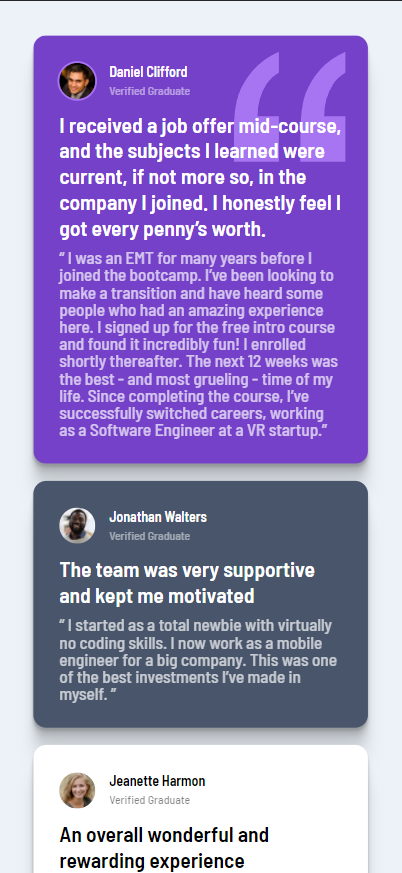 Daniel Clifford
Verified Graduate
I received a job offer mid-course,
and the subjects I learned were
current, if not more so, in the
company I joined. I honestly feel I
got every penny’s worth.
“ I was an EMT for many years before I
joined the bootcamp. I’ve been looking to
make a transition and have heard some
people who had an amazing experience
here. I signed up for the free intro course
and found it incredibly fun! I enrolled
shortly thereafter. The next 12 weeks was
the best - and most grueling - time of my
life. Since completing the course, I’ve
successfully switched careers, working
as a Software Engineer at a VR startup.”
Jonathan Walters
Verified Graduate
The team was very supportive
and kept me motivated
“ I started as a total newbie with virtually
no coding skills. I now work as a mobile
engineer for a big company. This was one
of the best investments I’ve made in
myself. ”
Jeanette Harmon
Verified Graduate
An overall wonderful and
rewarding experience